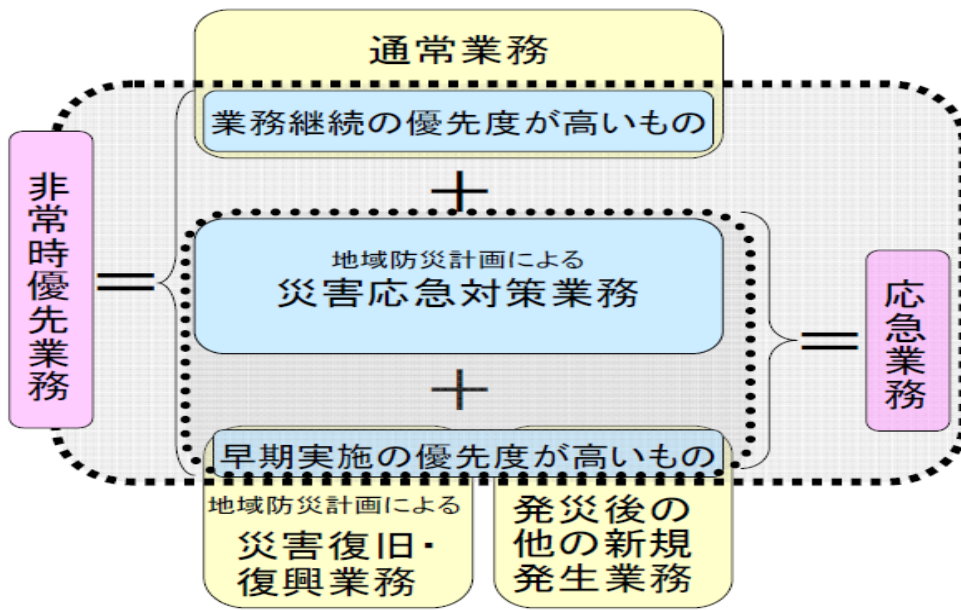 通常業務
業務継続の優先度が高いもの
+
非常時優先業務
=
地域防災計画による
災害応急対策業務
=
応急業務
+
早期実施の優先度が高いもの
地域防災計画による
災害復旧・
復興業務
発災後の
他の新規
発生業務